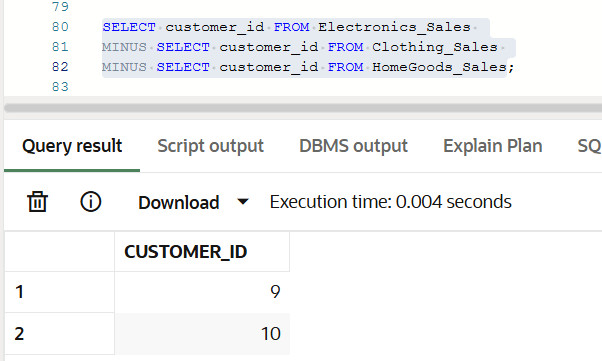 79
80 SELECT customer_id FROM Electronics_Sales
81 MINUS SELECT customer_id FROM Clothing_Sales
82 MINUS SELECT customer_id FROM HomeGoods_Sales;
83
Query result Script output DBMS output Explain Plan SQ
Download Execution time: 0.004 seconds
CUSTOMER_ID
1 9
2 10